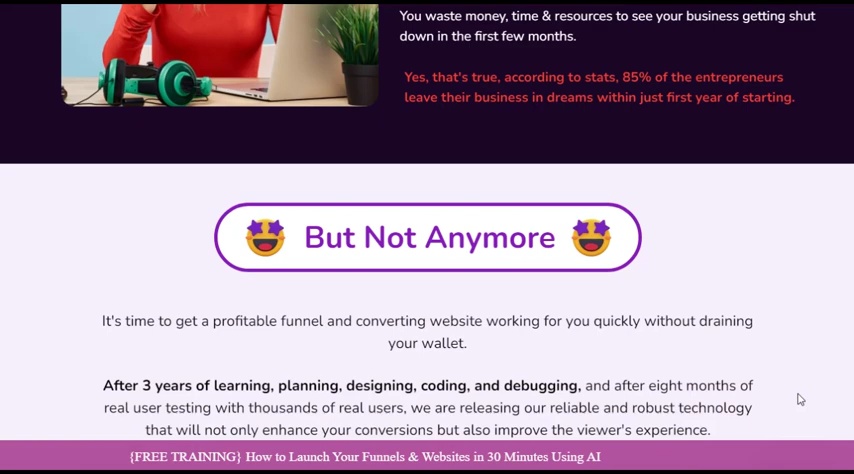 You waste money, time & resources to see your business getting shut
down in the first few months.
Yes, that's true, according to stats, 85% of the entrepreneurs
leave their business in dreams within just first year of starting.
But Not Anymore
It's time to get a profitable funnel and converting website working for you quickly without draining
your wallet.
After 3 years of learning, planning, designing, coding, and debugging, and after eight months of
real user testing with thousands of real users, we are releasing our reliable and robust technology
that will not only enhance your conversions but also improve the viewer's experience.
{FREE TRAINING} How to Launch Your Funnels & Websites in 30 Minutes Using AI